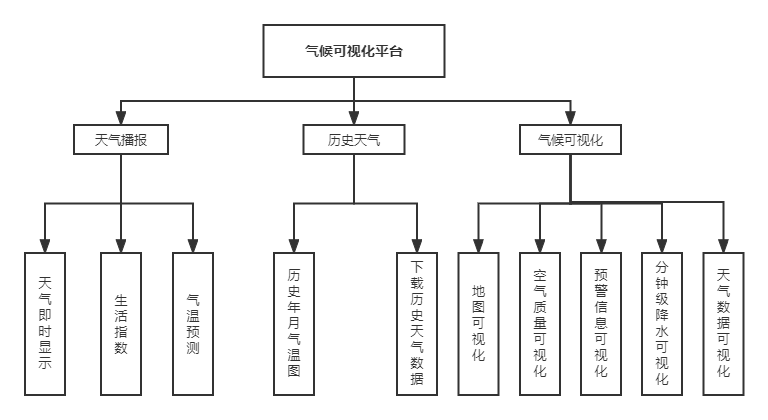 气候可视化平台
天气播报
历史天气
气候可视化
天气即时显示
生活指数
气温预测
历史年月气温图
下载历史天气数据
地图可视化
空气质量可视化
预警信息可视化
分钟级降水可视化
天气数据可视化